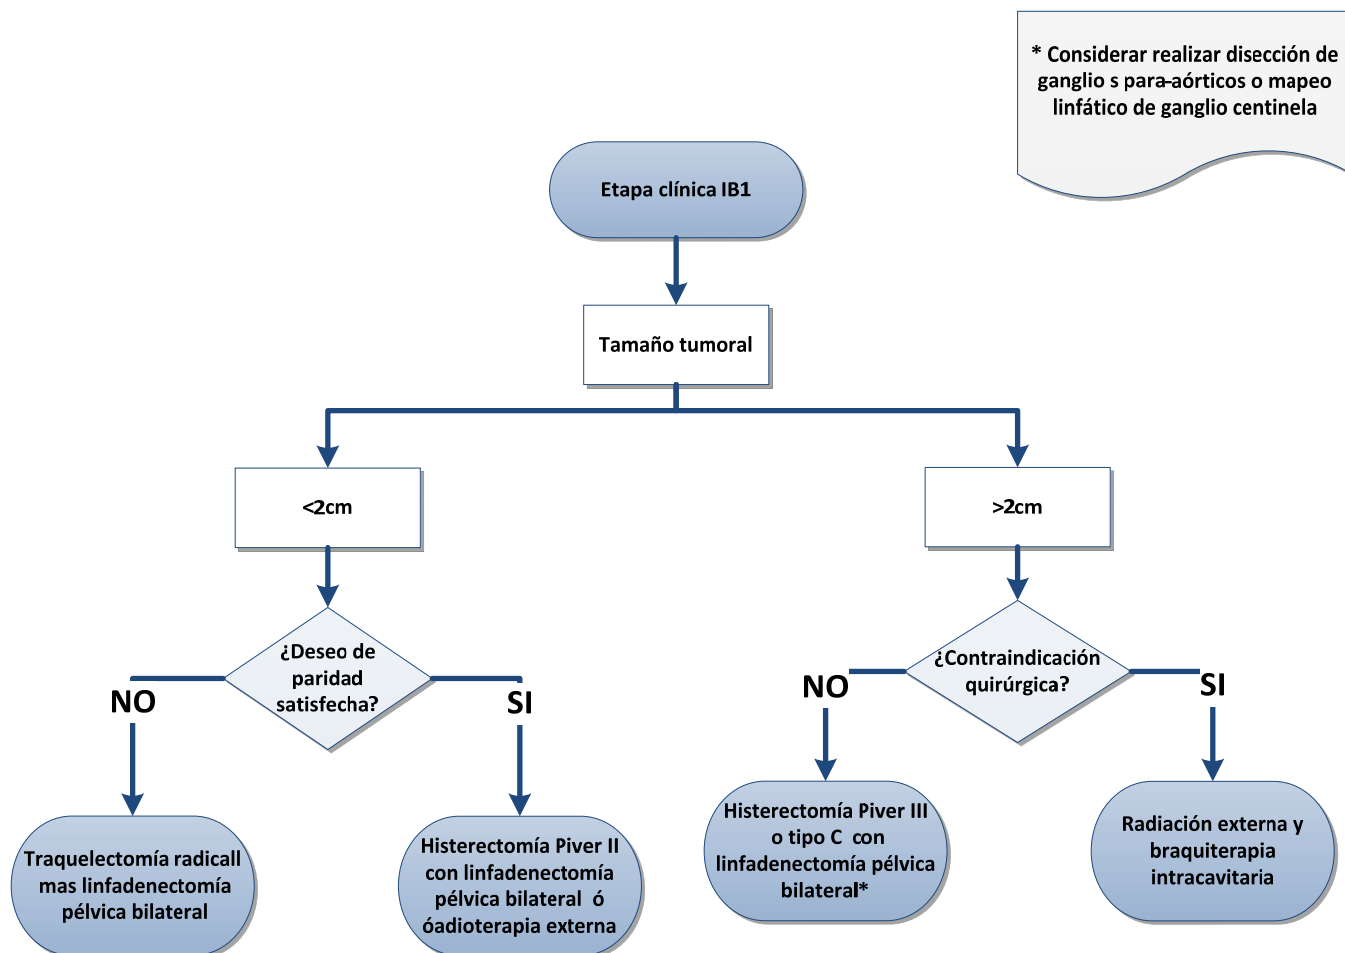 * Considerar realizar disección de
ganglio s para-aórticos o mapeo
linfático de ganglio centinela
Etapa clínica IB1
Tamaño tumoral
<2cm
>2cm
¿Deseo de
paridad
satisfecha?
¿Contraindicación
quirúrgica?
NO
SI
NO
SI
Traquelectomía radicall
mas linfadenectomía
pélvica bilateral
Histerectomía Piver II
con linfadenectomía
pélvica bilateral ó
óadioterapia externa
Histerectomía Piver III
o tipo C con
linfadenectomía pélvica
bilateral*
Radiación externa y
braquiterapia
intracavitaria